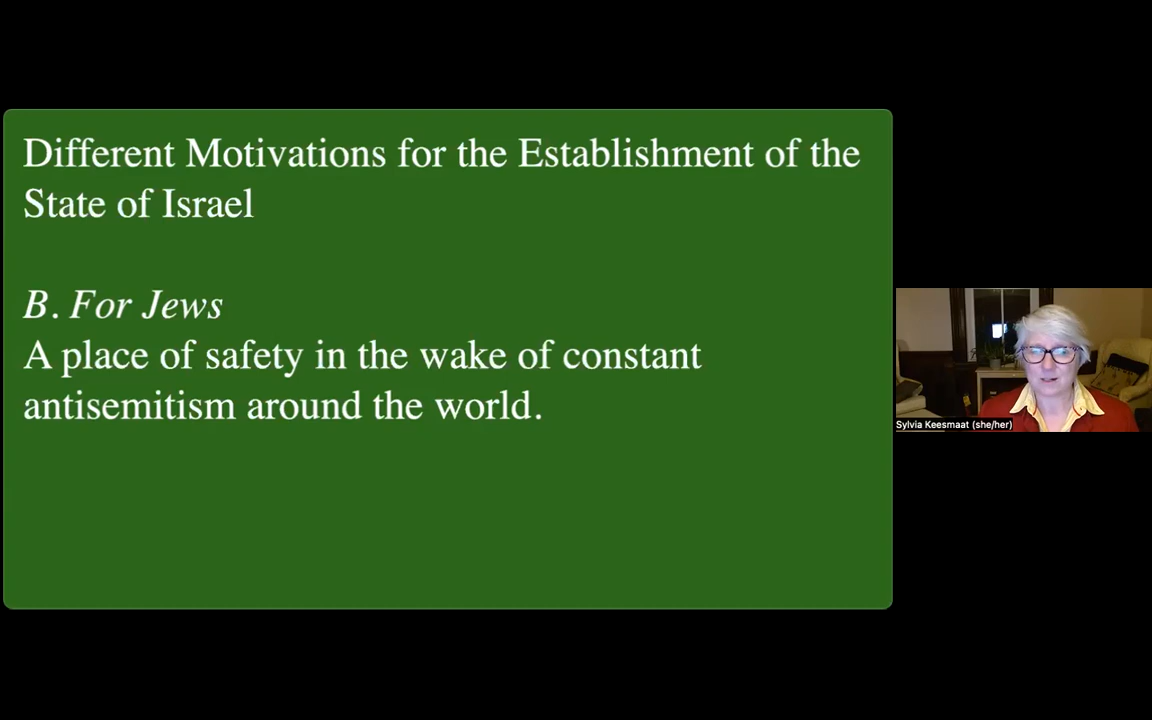 Different Motivations for the Establishment of the
State of Israel
B. For Jews
A place of safety in the wake of constant
antisemitism around the world.
Sylvia Keesmaat (she/her)